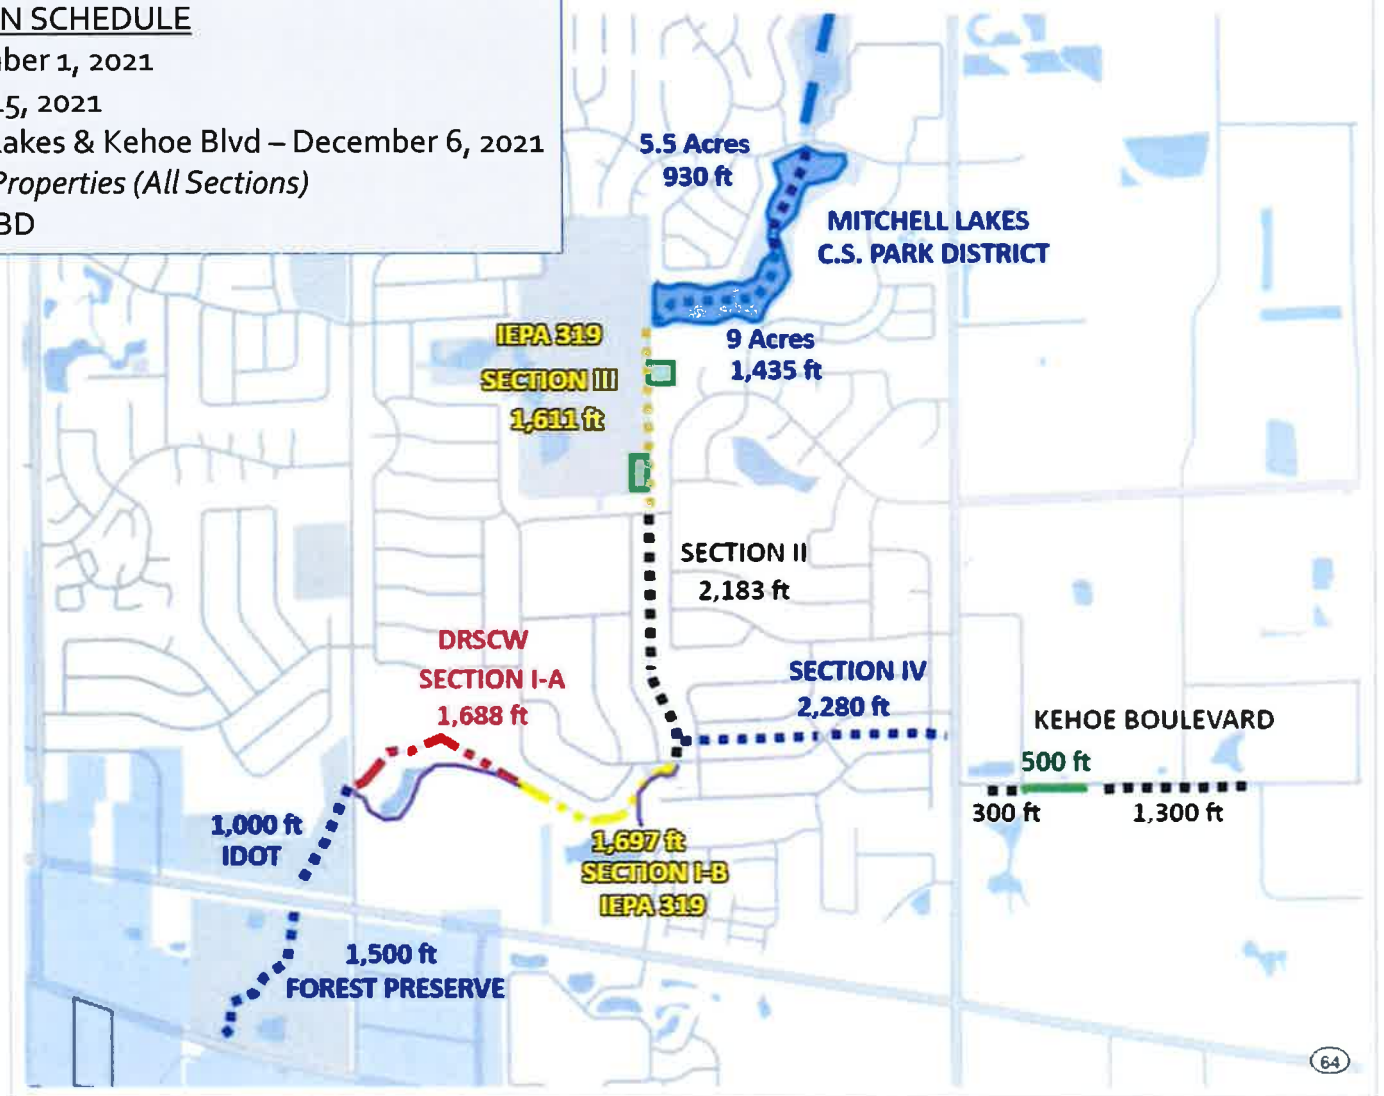 N SCHEDULE
ber 1, 2021
15, 2021
Lakes & Kehoe Blvd – December 6, 2021
Properties (All Sections)
BD
5.5 Acres
930 ft
MITCHELL LAKES
C.S. PARK DISTRICT
IEPA 319
SECTION III
1,611 ft
9 Acres
1,435 ft
SECTION II
2,183 ft
DRSCW
SECTION I-A
1,688 ft
SECTION IV
2,280 ft
KEHOE BOULEVARD
500 ft
300 ft
1,300 ft
1,000 ft
IDOT
1,697 ft
SECTION I-B
IEPA 319
1,500 ft
FOREST PRESERVE
64